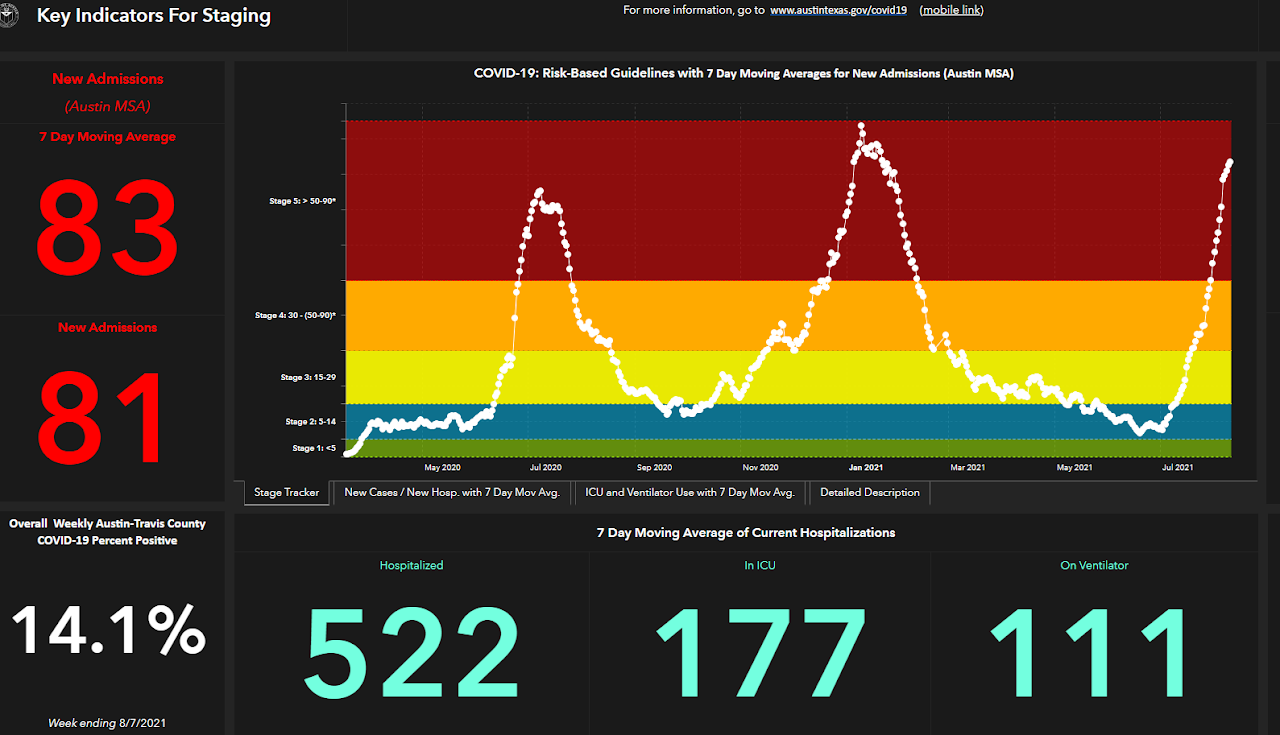 Key Indicators For Staging
For more information, go to www.austintexas.gov/covid19 (mobile link)
New Admissions
(Austin MSA)
7 Day Moving Average
83
New Admissions
81
Overall Weekly Austin-Travis County
COVID-19 Percent Positive
14.1%
Week ending 8/7/2021
COVID-19: Risk-Based Guidelines with 7 Day Moving Averages for New Admissions (Austin MSA)
Stage 5: > 50-90*
Stage 4: 30 - (50-90)*
Stage 3: 15-29
Stage 2: 5-14
Stage 1: <5
May 2020 Jul 2020 Sep 2020 Nov 2020 Jan 2021 Mar 2021 May 2021 Jul 2021
Stage Tracker New Cases / New Hosp. with 7 Day Mov Avg. ICU and Ventilator Use with 7 Day Mov Avg. Detailed Description
7 Day Moving Average of Current Hospitalizations
Hospitalized In ICU On Ventilator
522 177 111